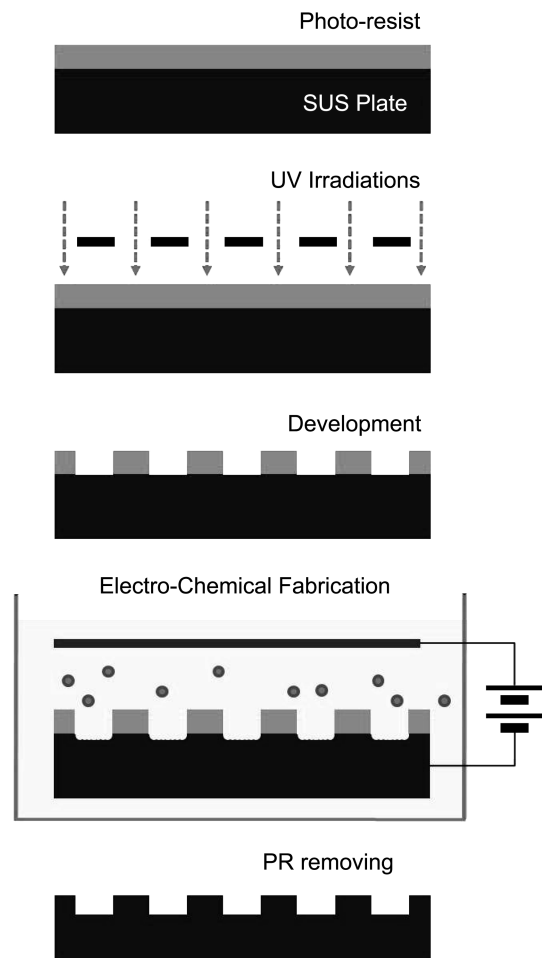 Photo-resist
SUS Plate
UV Irradiations
Development
Electro-Chemical Fabrication
PR removing